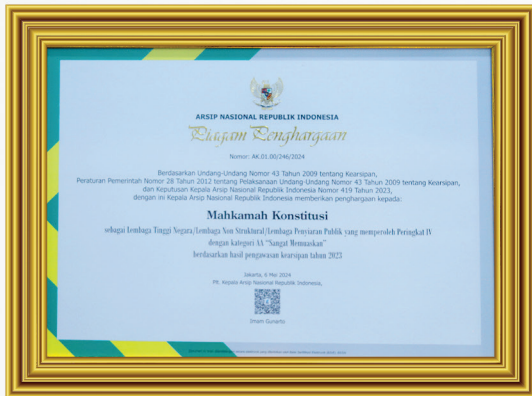 ARSIP NASIONAL REPUBLIK INDONESIA
Piagam Penghargaan
Nomor: AK.01.00/246/2024
Berdasarkan Undang-Undang Nomor 43 Tahun 2009 tentang Kearsipan,
Peraturan Pemerintah Nomor 28 Tahun 2012 tentang Pelaksanaan Undang-Undang Nomor 43 Tahun 2009 tentang Kearsipan,
dan Keputusan Kepala Arsip Nasional Republik Indonesia Nomor 419 Tahun 2023,
dengan ini Kepala Arsip Nasional Republik Indonesia memberikan penghargaan kepada:
Mahkamah Konstitusi
sebagai Lembaga Tinggi Negara/Lembaga Non Struktural/Lembaga Penyiaran Publik yang memperoleh Peringkat IV
dengan kategori AA "Sangat Memuaskan"
berdasarkan hasil pengawasan kearsipan tahun 2023
Jakarta, 6 Mei 2024
Plt. Kepala Arsip Nasional Republik Indonesia,
Imam Gunarto